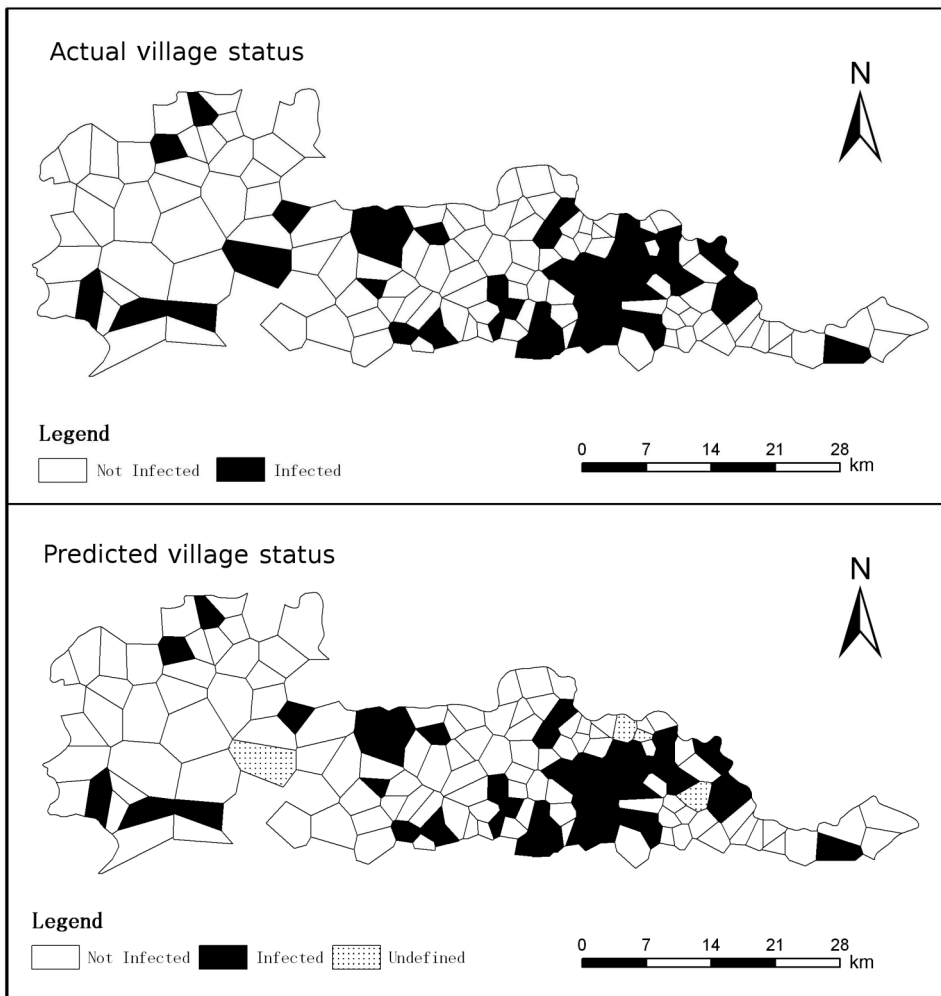 Actual village status
N
Legend
Not Infected Infected
0 7 14 21 28
km
Predicted village status
N
Legend
Not Infected Infected Undefined
0 7 14 21 28
km